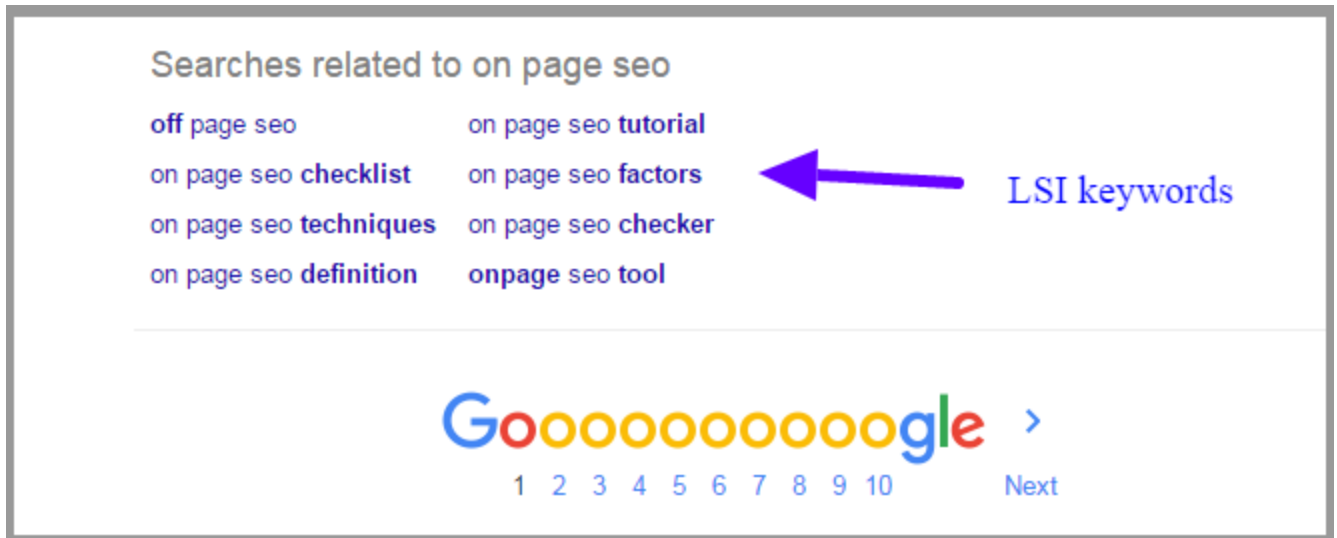 Searches related to on page seo
off page seo on page seo tutorial
on page seo checklist on page seo factors
LSI keywords
on page seo techniques on page seo checker
on page seo definition onpage seo tool
Goooooooooogle >
1 2 3 4 5 6 7 8 9 10 Next